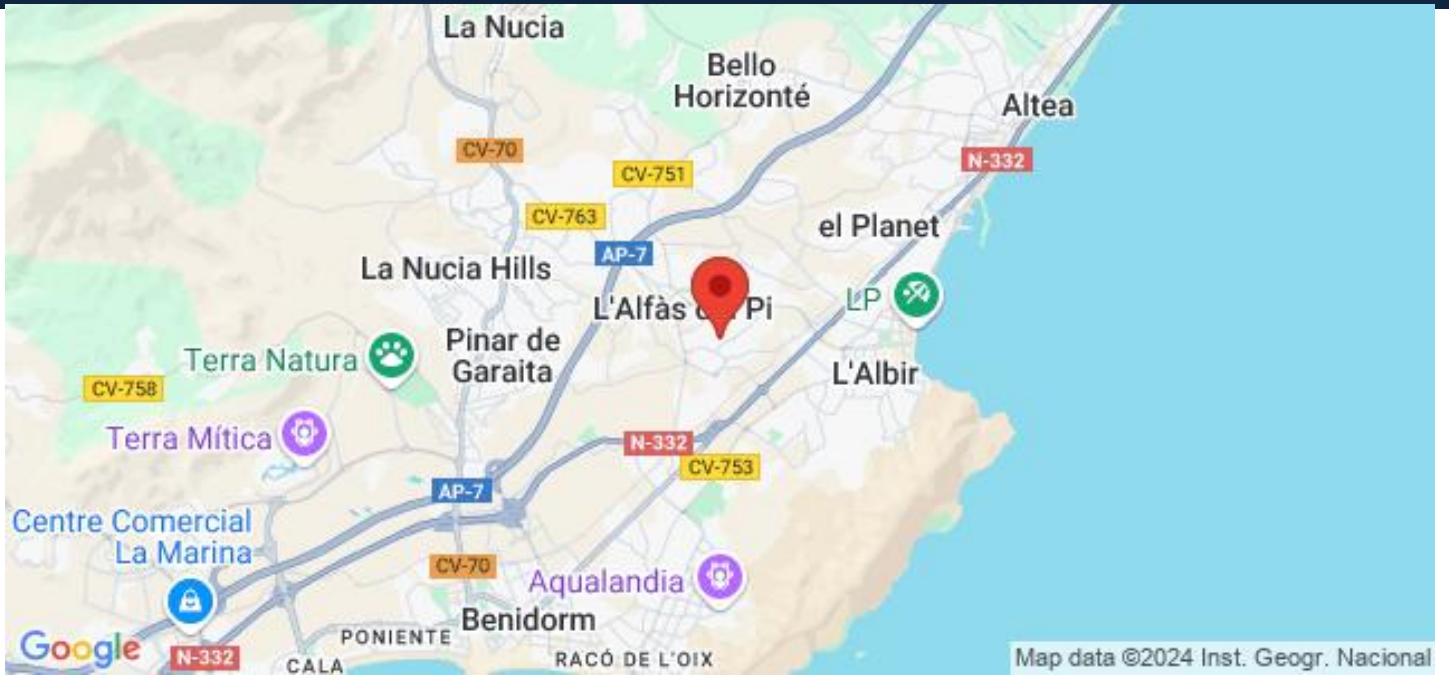 La Nucia
Bello
Horizonté
Altea
CV-70
N-332
CV-751
CV-763
el Planet
AP-7
La Nucia Hills
LP
L'Alfàs d Pi
Pinar de
Garaita
Terra Natura
L'Albir
CV-758
Terra Mítica
N-332
CV-753
AP-7
Centre Comercial
La Marina
CV-70
Aqualandia
Benidorm
PONIENTE
Google
N-332
CALA
RACÓ DE L'OIX
Map data ©2024 Inst. Geogr. Nacional